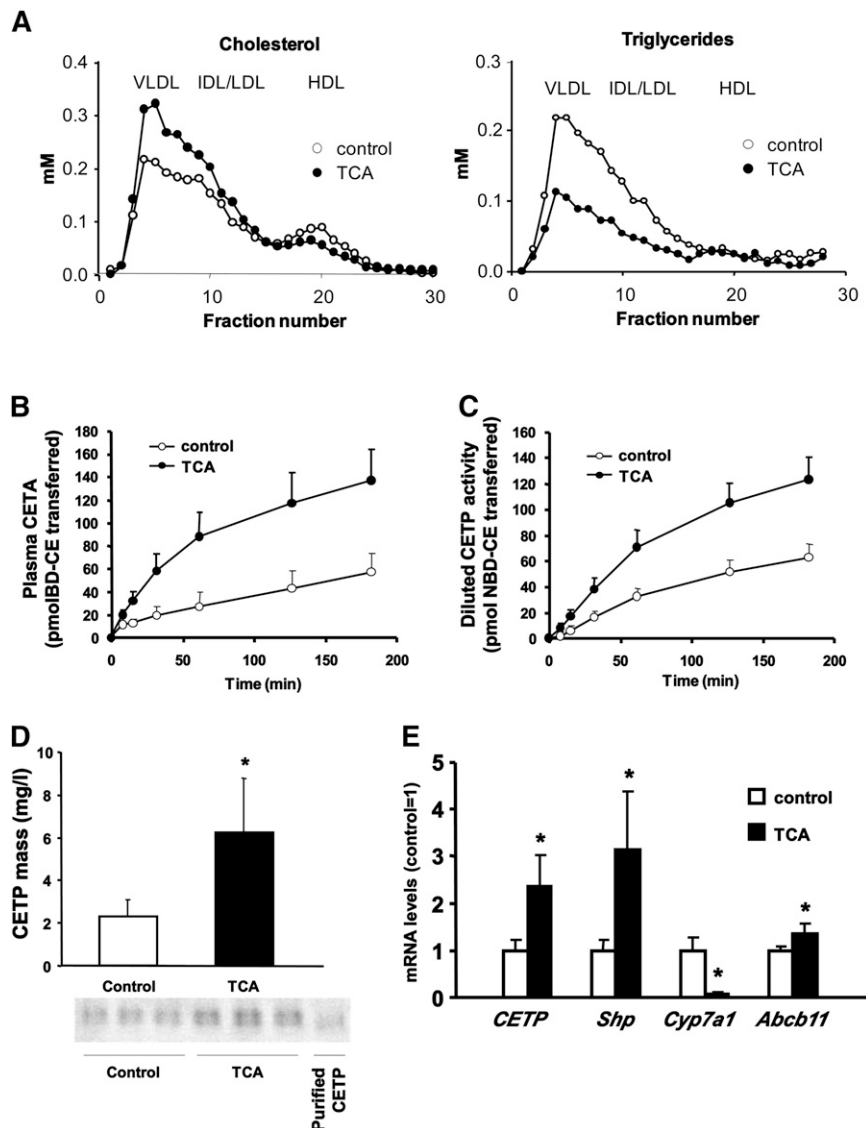 A
Cholesterol
VLDL IDL/LDL HDL
0.4
0.3
0.2
0.1
0.0
mM
control
TCA
0 10 20 30
Fraction number
Triglycerides
VLDL IDL/LDL HDL
0.3
0.2
0.1
0.0
mM
control
TCA
0 10 20 30
Fraction number
B
Plasma CETA
(pmolBD-CE transferred)
180
160
140
120
100
80
60
40
20
0
control
TCA
0 50 100 150 200
Time (min)
C
Diluted CETP activity
(pmol NBD-CE transferred)
160
140
120
100
80
60
40
20
0
control
TCA
0 50 100 150 200
Time (min)
D
CETP mass (mg/l)
10
8
6
4
2
0
*
Control TCA
Control TCA Purified
CETP
E
mRNA levels (control=1)
5
4
3
2
1
0
* * * *
control
TCA
CETP Shp Cyp7a1 Abcb11